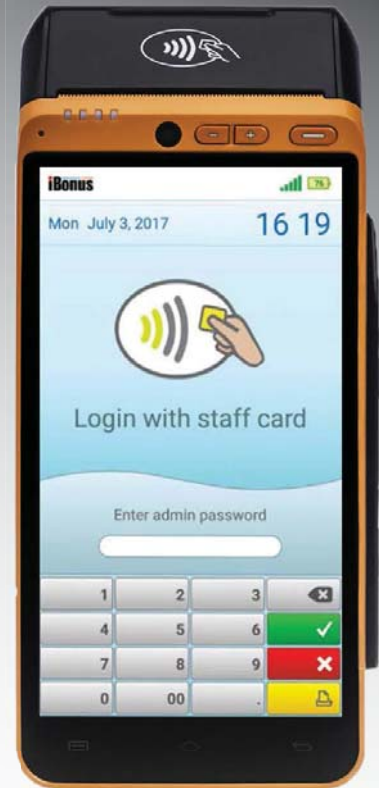 iBonus
76
Mon July 3, 2017
16 19
Login with staff card
Enter admin password
1 2 3
4 5 6
7 8 9
0 00 .